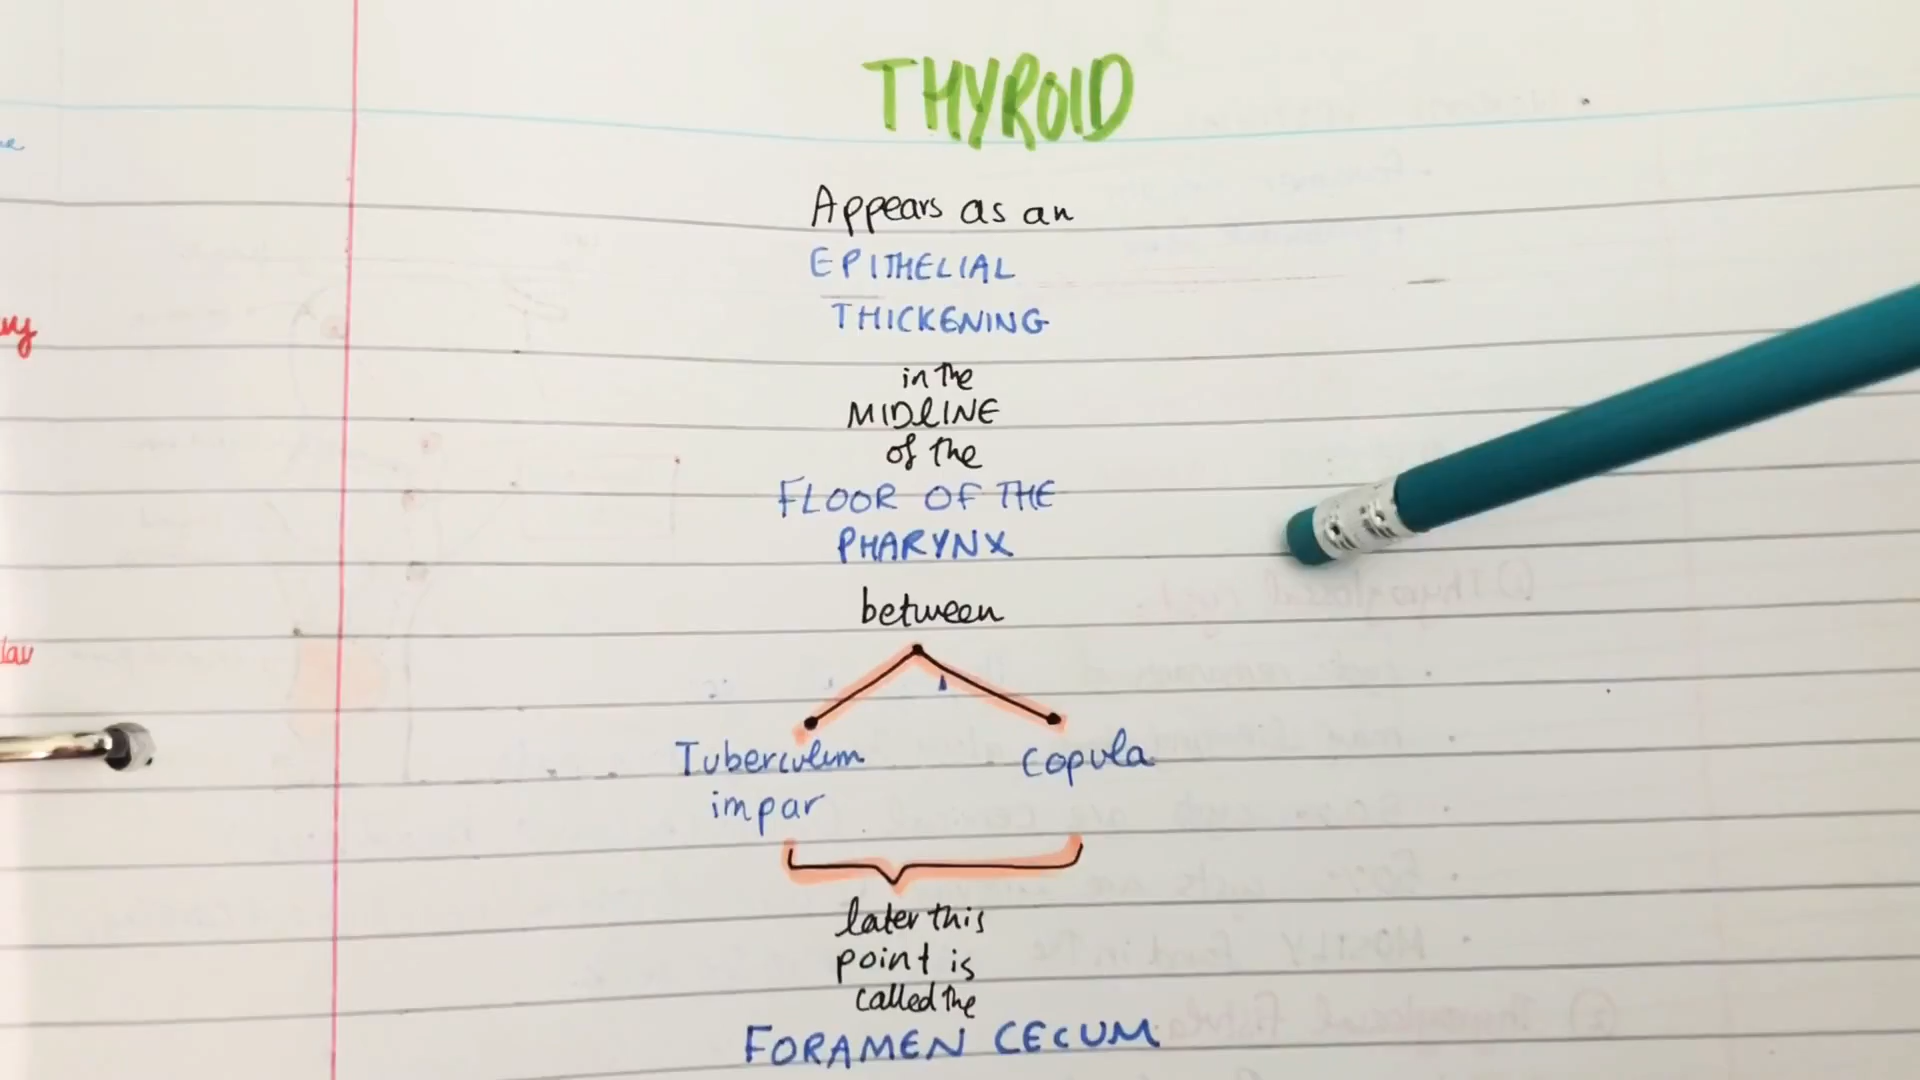 THYROID
Appears as an
EPITHELIAL
THICKENING
in the
MIDLINE
of the
FLOOR OF THE
PHARYNX
between
Tuberculum
impar
copula
later this
point is
called the
FORAMEN CECUM